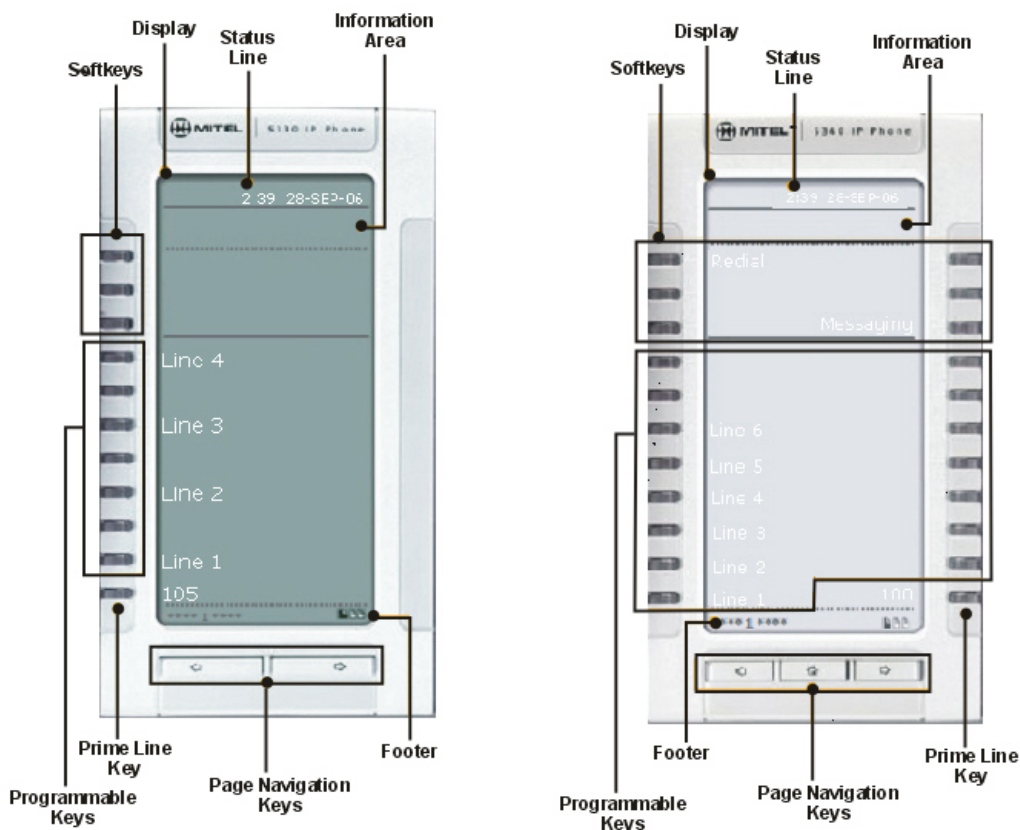 Display
Status
Line
Information
Area
Softkeys
MITEL
IP Phone
2 39 28-SEP-06
Line 4
Line 3
Line 2
Line 1
105
1
Prime Line
Key
Programmable
Keys
Page Navigation
Keys
Footer
Display
Status
Line
Information
Area
Softkeys
MITEL
5340 IP Phone
2:39 28-SEP-06
Redial
Messaging
Line 6
Line 5
Line 4
Line 3
Line 2
Line 1 100
1
Footer
Page Navigation
Keys
Programmable
Keys
Prime Line
Key